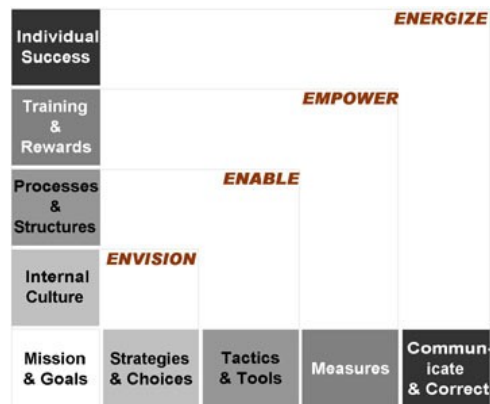 ENERGIZE
Individual
Success
EMPOWER
Training
&
Rewards
ENABLE
Processes
&
Structures
ENVISION
Internal
Culture
Mission
& Goals
Strategies
& Choices
Tactics
& Tools
Measures
Commun-
icate
& Correct